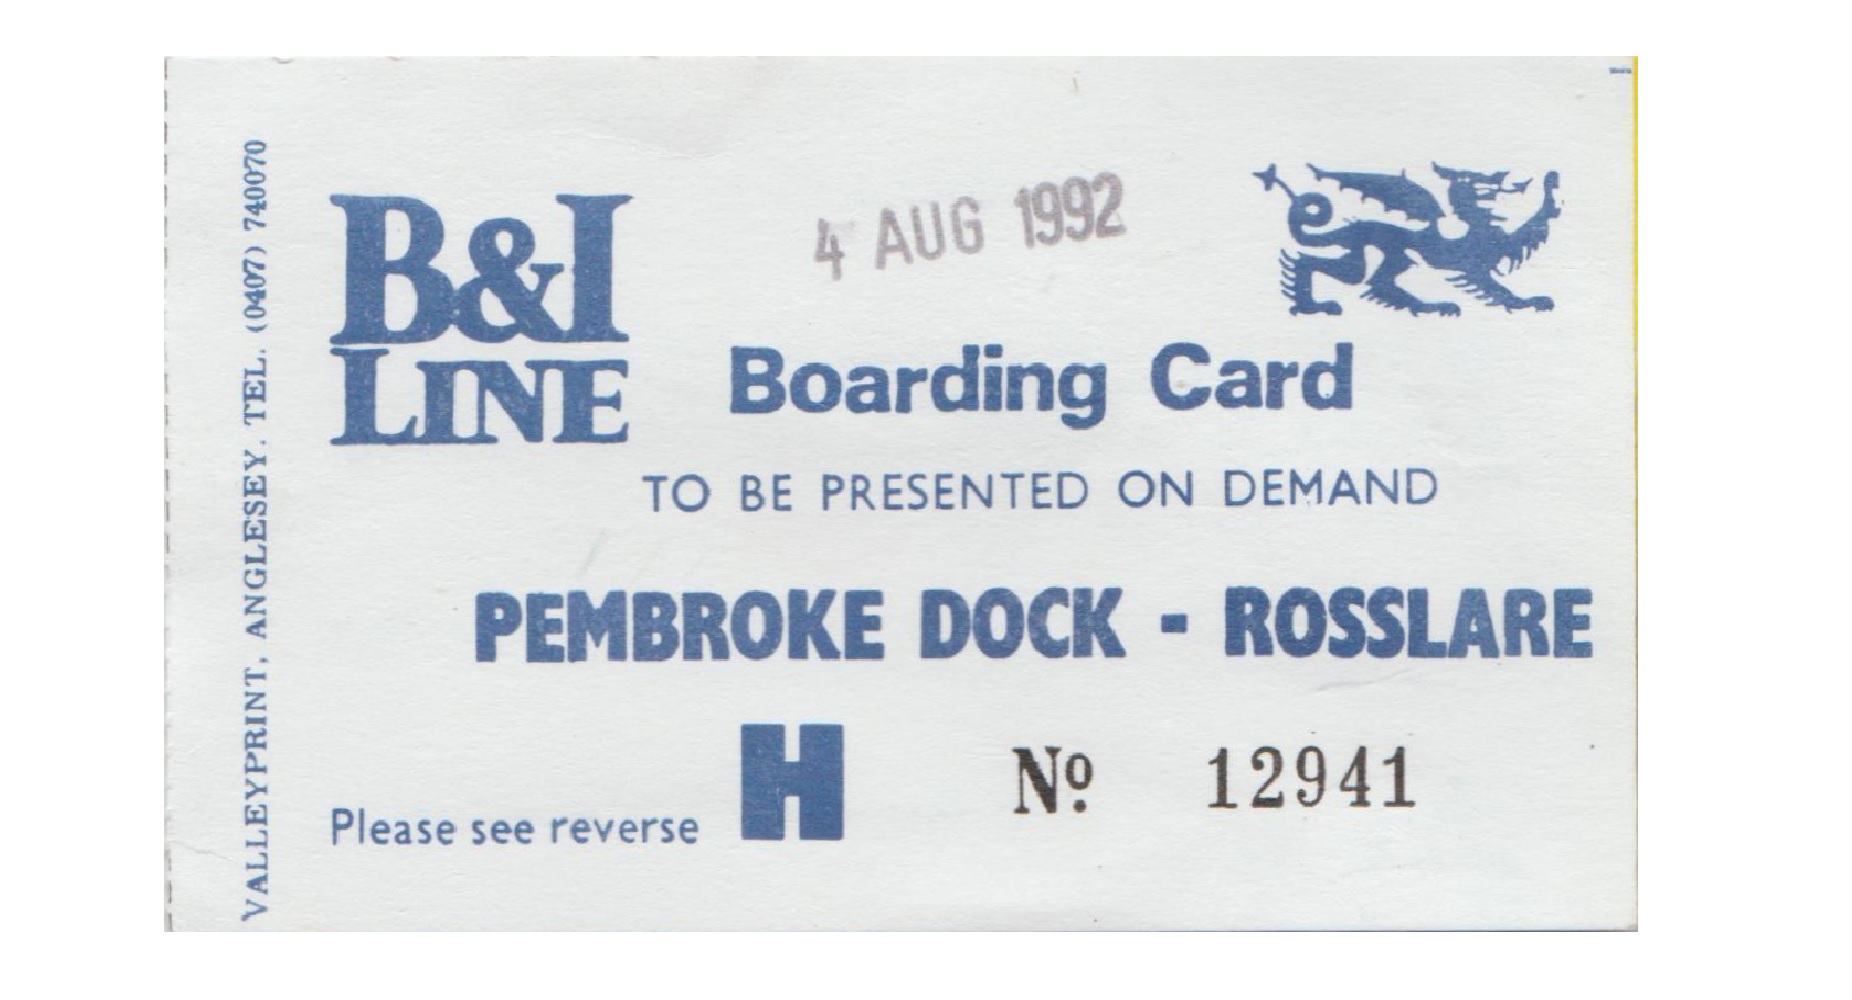 VALLEYPRINT, ANGLESEY. TEL. (0407) 740070
B&I
LINE
4 AUG 1992
Boarding Card
TO BE PRESENTED ON DEMAND
PEMBROKE DOCK - ROSSLARE
Please see reverse
H
Nº 12941